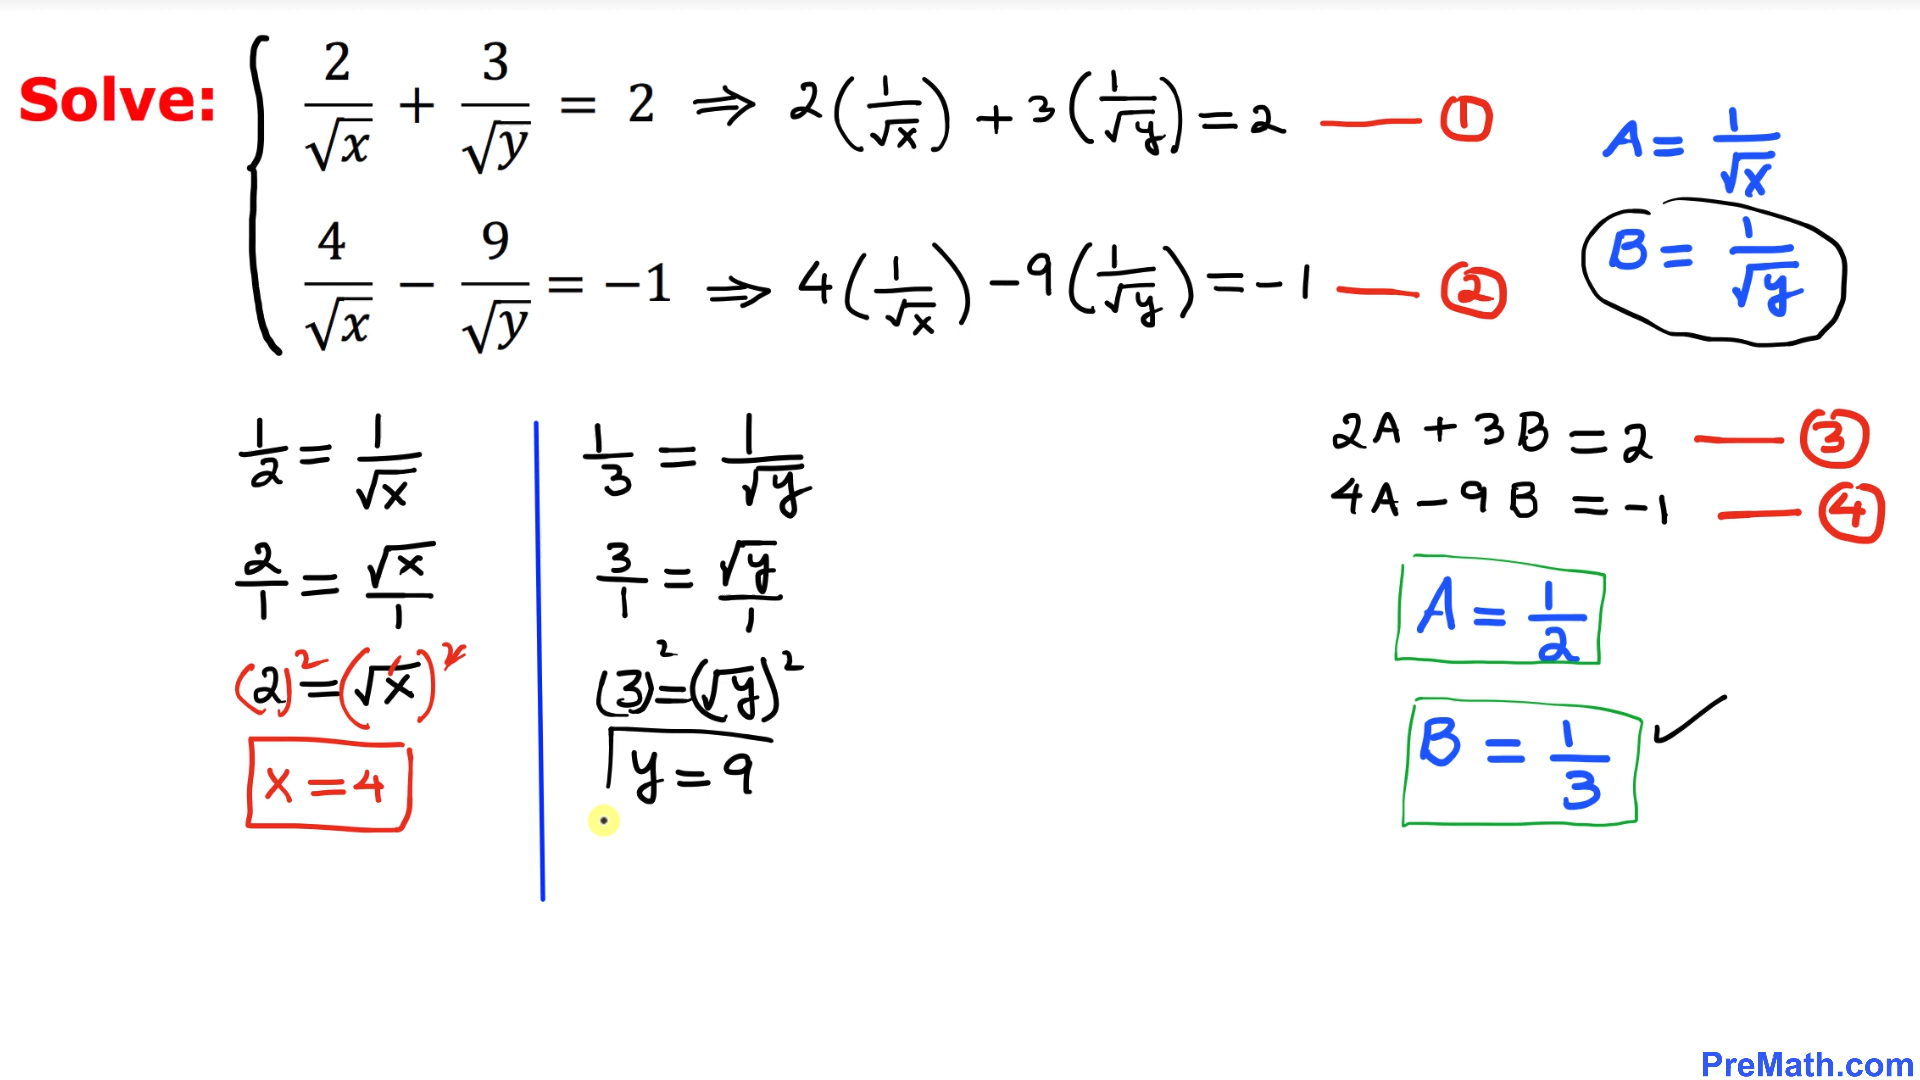 Solve:
2/√x + 3/√y = 2 ⇒ 2(1/√x) + 3(1/√y) = 2 — ①
4/√x − 9/√y = −1 ⇒ 4(1/√x) − 9(1/√y) = −1 — ②
A = 1/√x
B = 1/√y
2A + 3B = 2 — ③
4A − 9B = −1 — ④
A = 1/2
B = 1/3 ✓
1/2 = 1/√x
2/1 = √x/1
(2)² = (√x)²
x = 4
1/3 = 1/√y
3/1 = √y/1
(3)² = (√y)²
y = 9
PreMath.com